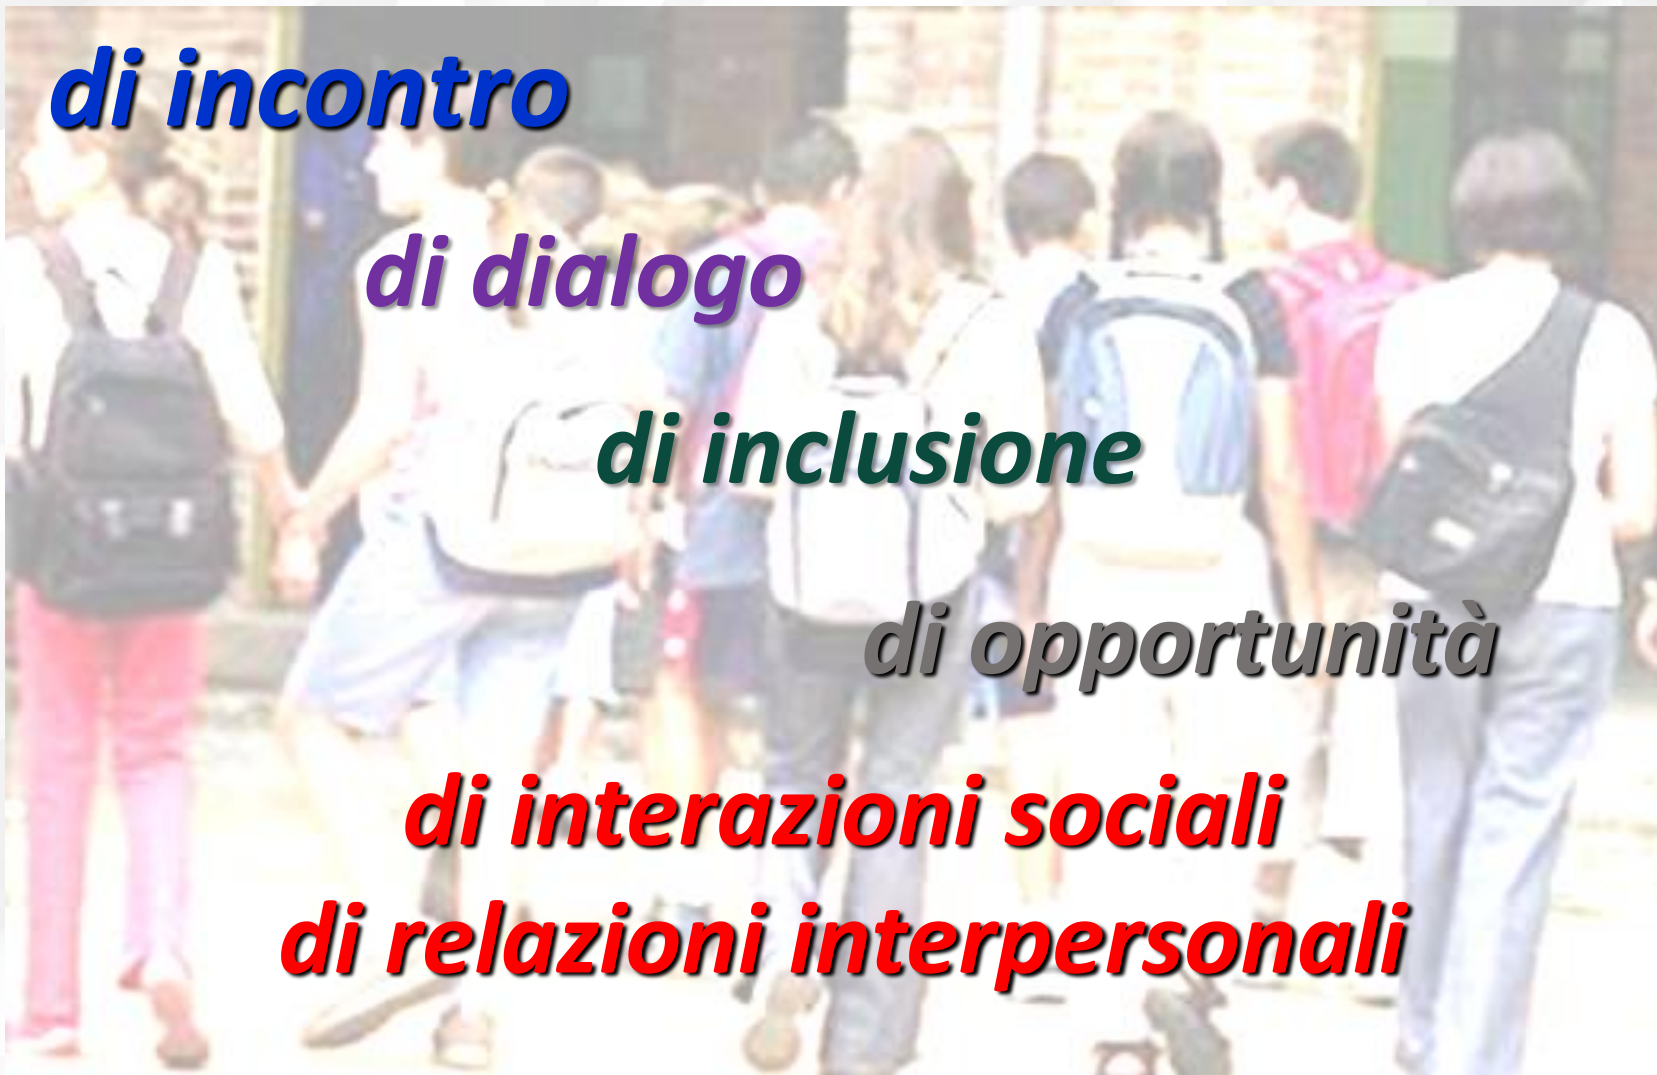 di incontro
di dialogo
di inclusione
di opportunità
di interazioni sociali
di relazioni interpersonali